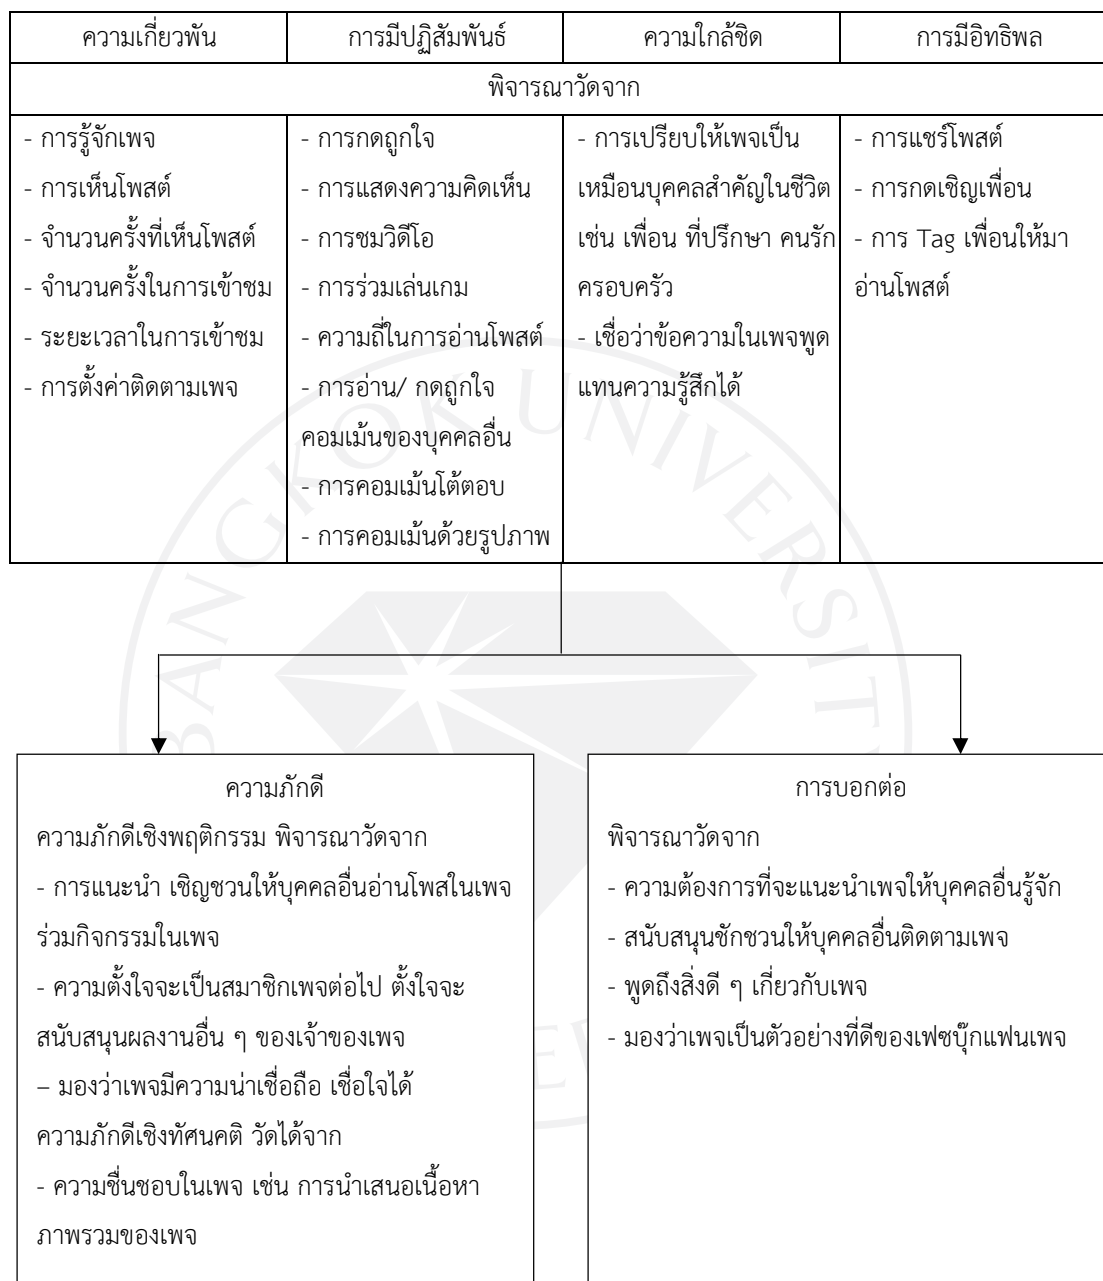 ความเกี่ยวพัน การมีปฏิสัมพันธ์ ความใกล้ชิด การมีอิทธิพล
พิจารณาวัดจาก
- การรู้จักเพจ
- การเห็นโพสต์
- จำนวนครั้งที่เห็นโพสต์
- จำนวนครั้งในการเข้าชม
- ระยะเวลาในการเข้าชม
- การตั้งค่าติดตามเพจ
- การกดถูกใจ
- การแสดงความคิดเห็น
- การชมวิดีโอ
- การร่วมเล่นเกม
- ความถี่ในการอ่านโพสต์
- การอ่าน/ กดถูกใจ
คอมเม้นของบุคคลอื่น
- การคอมเม้นโต้ตอบ
- การคอมเม้นด้วยรูปภาพ
- การเปรียบให้เพจเป็น
เหมือนบุคคลสำคัญในชีวิต
เช่น เพื่อน ที่ปรึกษา คนรัก
ครอบครัว
- เชื่อว่าข้อความในเพจพูด
แทนความรู้สึกได้
- การแชร์โพสต์
- การกดเชิญเพื่อน
- การ Tag เพื่อนให้มา
อ่านโพสต์
ความภักดี
ความภักดีเชิงพฤติกรรม พิจารณาวัดจาก
- การแนะนำ เชิญชวนให้บุคคลอื่นอ่านโพสในเพจ
ร่วมกิจกรรมในเพจ
- ความตั้งใจจะเป็นสมาชิกเพจต่อไป ตั้งใจจะ
สนับสนุนผลงานอื่น ๆ ของเจ้าของเพจ
– มองว่าเพจมีความน่าเชื่อถือ เชื่อใจได้
ความภักดีเชิงทัศนคติ วัดได้จาก
- ความชื่นชอบในเพจ เช่น การนำเสนอเนื้อหา
ภาพรวมของเพจ
การบอกต่อ
พิจารณาวัดจาก
- ความต้องการที่จะแนะนำเพจให้บุคคลอื่นรู้จัก
- สนับสนุนชักชวนให้บุคคลอื่นติดตามเพจ
- พูดถึงสิ่งดี ๆ เกี่ยวกับเพจ
- มองว่าเพจเป็นตัวอย่างที่ดีของเฟซบุ๊กแฟนเพจ
BANGKOK UNIVERSIT